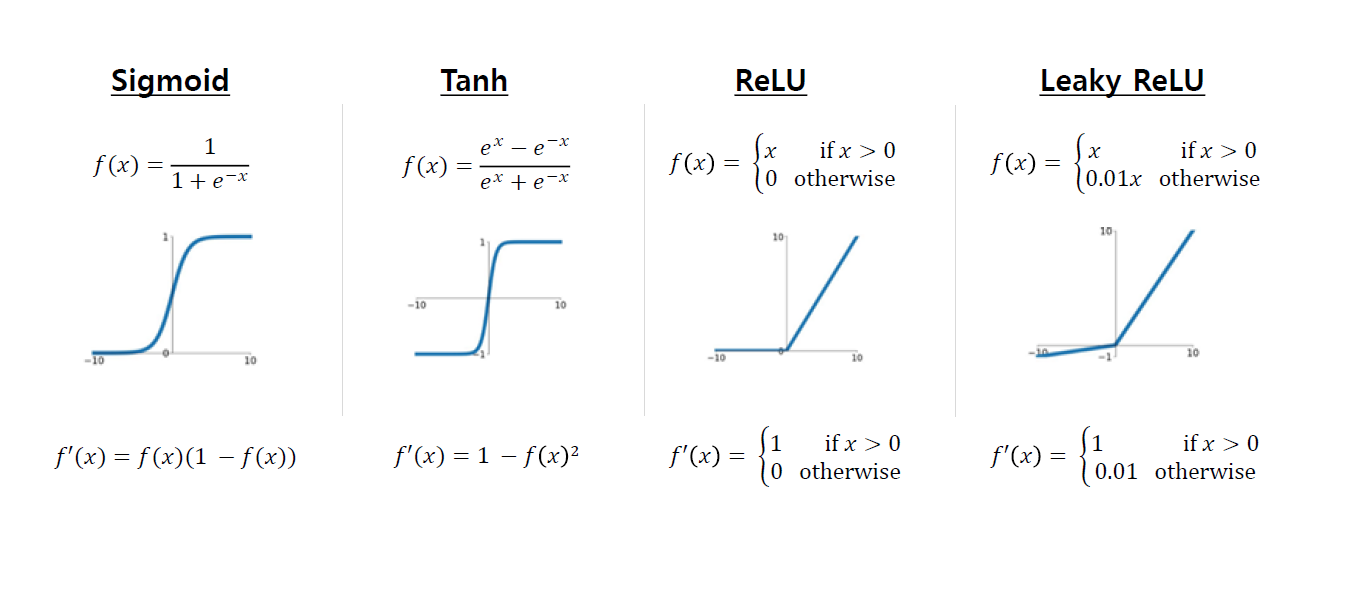 Sigmoid
f(x) = 1 / (1 + e^{-x})
1
-10 0 10
f'(x) = f(x)(1 − f(x))
Tanh
f(x) = (e^x − e^{-x}) / (e^x + e^{-x})
1
-10 10
-1
f'(x) = 1 − f(x)²
ReLU
f(x) = { x if x > 0
0 otherwise
10
-10 0 10
f'(x) = { 1 if x > 0
0 otherwise
Leaky ReLU
f(x) = { x if x > 0
0.01x otherwise
10
-10 -1 10
f'(x) = { 1 if x > 0
0.01 otherwise